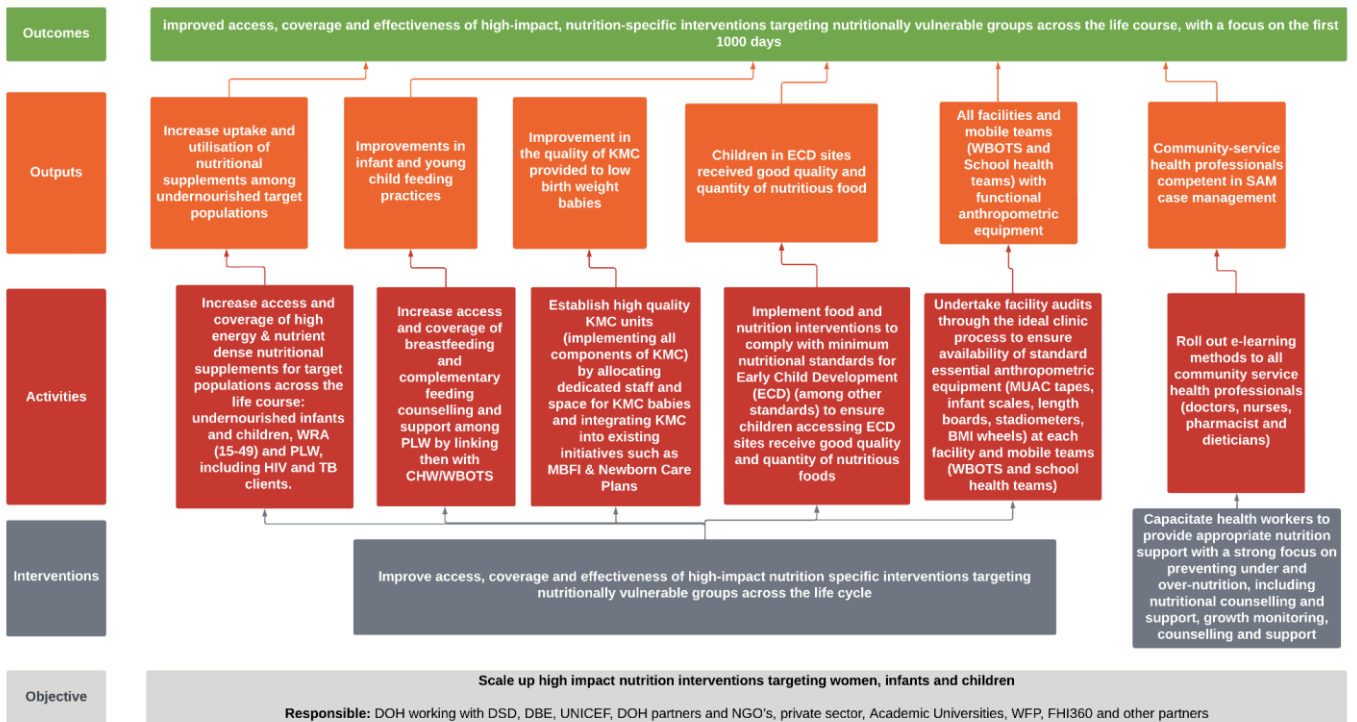 Outcomes
improved access, coverage and effectiveness of high-impact, nutrition-specific interventions targeting nutritionally vulnerable groups across the life course, with a focus on the first
1000 days
Outputs
Increase uptake and
utilisation of
nutritional
supplements among
undernourished target
populations
Improvements in
infant and young
child feeding
practices
Improvement in
the quality of KMC
provided to low
birth weight
babies
Children in ECD sites
received good quality and
quantity of nutritious food
All facilities and
mobile teams
(WBOTS and
School health
teams) with
functional
anthropometric
equipment
Community-service
health professionals
competent in SAM
case management
Activities
Increase access and
coverage of high
energy & nutrient
dense nutritional
supplements for target
populations across the
life course:
undernourished infants
and children, WRA
(15-49) and PLW,
including HIV and TB
clients.
Increase access
and coverage of
breastfeeding
and
complementary
feeding
counselling and
support among
PLW by linking
then with
CHW/WBOTS
Establish high quality
KMC units
(implementing all
components of KMC)
by allocating
dedicated staff and
space for KMC babies
and integrating KMC
into existing
initiatives such as
MBFI & Newborn Care
Plans
Implement food and
nutrition interventions to
comply with minimum
nutritional standards for
Early Child Development
(ECD) (among other
standards) to ensure
children accessing ECD
sites receive good quality
and quantity of nutritious
foods
Undertake facility audits
through the ideal clinic
process to ensure
availability of standard
essential anthropometric
equipment (MUAC tapes,
infant scales, length
boards, stadiometers,
BMI wheels) at each
facility and mobile teams
(WBOTS and school
health teams)
Roll out e-learning
methods to all
community service
health professionals
(doctors, nurses,
pharmacist and
dieticians)
Interventions
Improve access, coverage and effectiveness of high-impact nutrition specific interventions targeting
nutritionally vulnerable groups across the life cycle
Capacitate health workers to
provide appropriate nutrition
support with a strong focus on
preventing under and
over-nutrition, including
nutritional counselling and
support, growth monitoring,
counselling and support
Objective
Scale up high impact nutrition interventions targeting women, infants and children
Responsible: DOH working with DSD, DBE, UNICEF, DOH partners and NGO's, private sector, Academic Universities, WFP, FHI360 and other partners